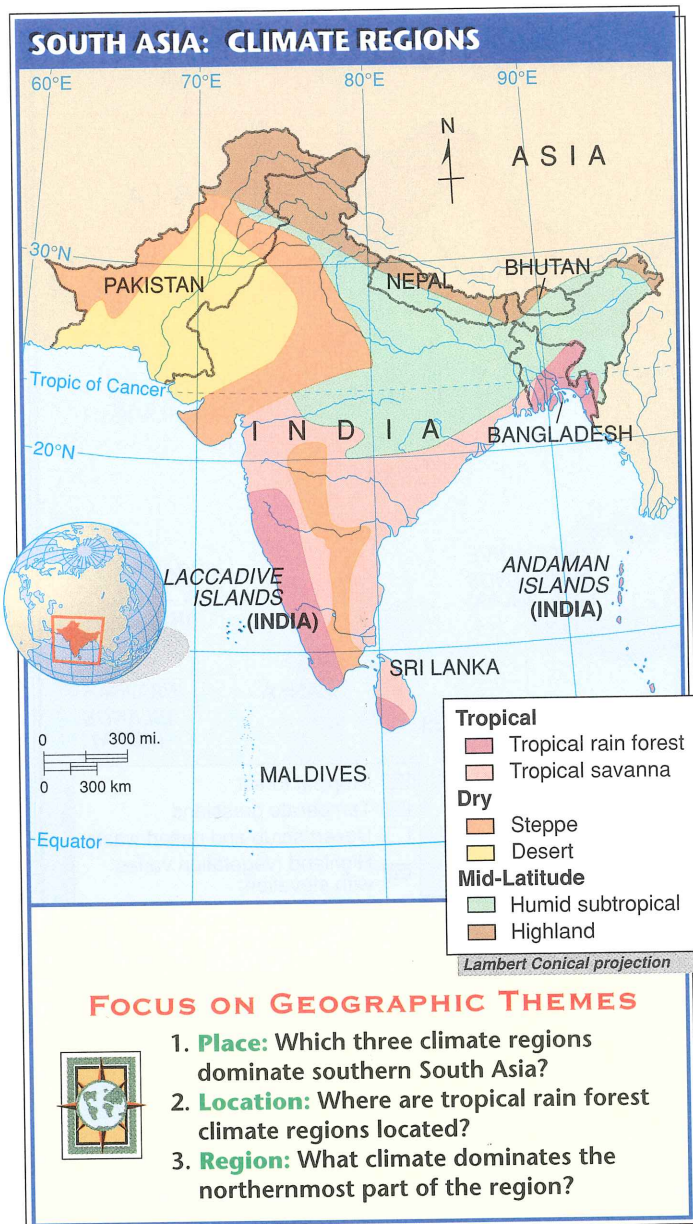 SOUTH ASIA: CLIMATE REGIONS
60°E
70°E
80°E
90°E
N
ASIA
30°N
PAKISTAN
NEPAL
BHUTAN
Tropic of Cancer
INDIA
BANGLADESH
20°N
LACCADIVE
ISLANDS
(INDIA)
ANDAMAN
ISLANDS
(INDIA)
SRI LANKA
0 300 mi.
0 300 km
MALDIVES
Equator
Tropical
Tropical rain forest
Tropical savanna
Dry
Steppe
Desert
Mid-Latitude
Humid subtropical
Highland
Lambert Conical projection
FOCUS ON GEOGRAPHIC THEMES
1. Place: Which three climate regions
dominate southern South Asia?
2. Location: Where are tropical rain forest
climate regions located?
3. Region: What climate dominates the
northernmost part of the region?